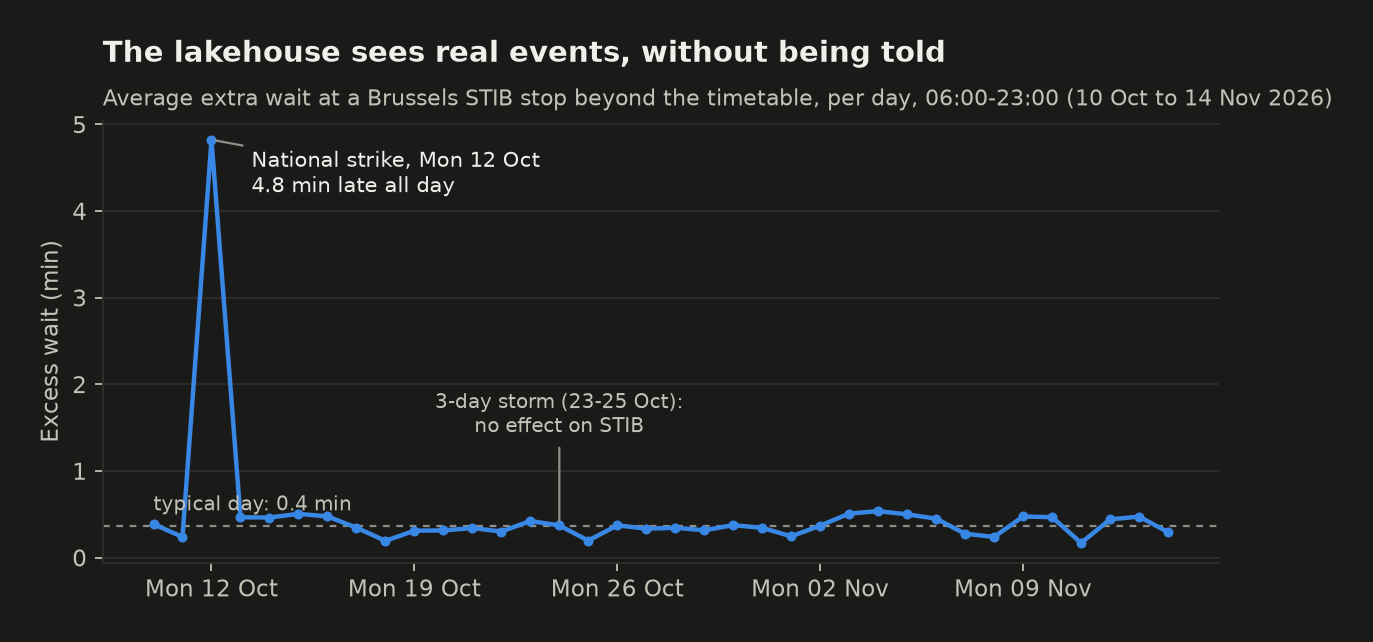 The lakehouse sees real events, without being told
Average extra wait at a Brussels STIB stop beyond the timetable, per day, 06:00-23:00 (10 Oct to 14 Nov 2026)
5
National strike, Mon 12 Oct
4.8 min late all day
4
Excess wait (min)
3
2
3-day storm (23-25 Oct):
no effect on STIB
1
typical day: 0.4 min
0
Mon 12 Oct
Mon 19 Oct
Mon 26 Oct
Mon 02 Nov
Mon 09 Nov